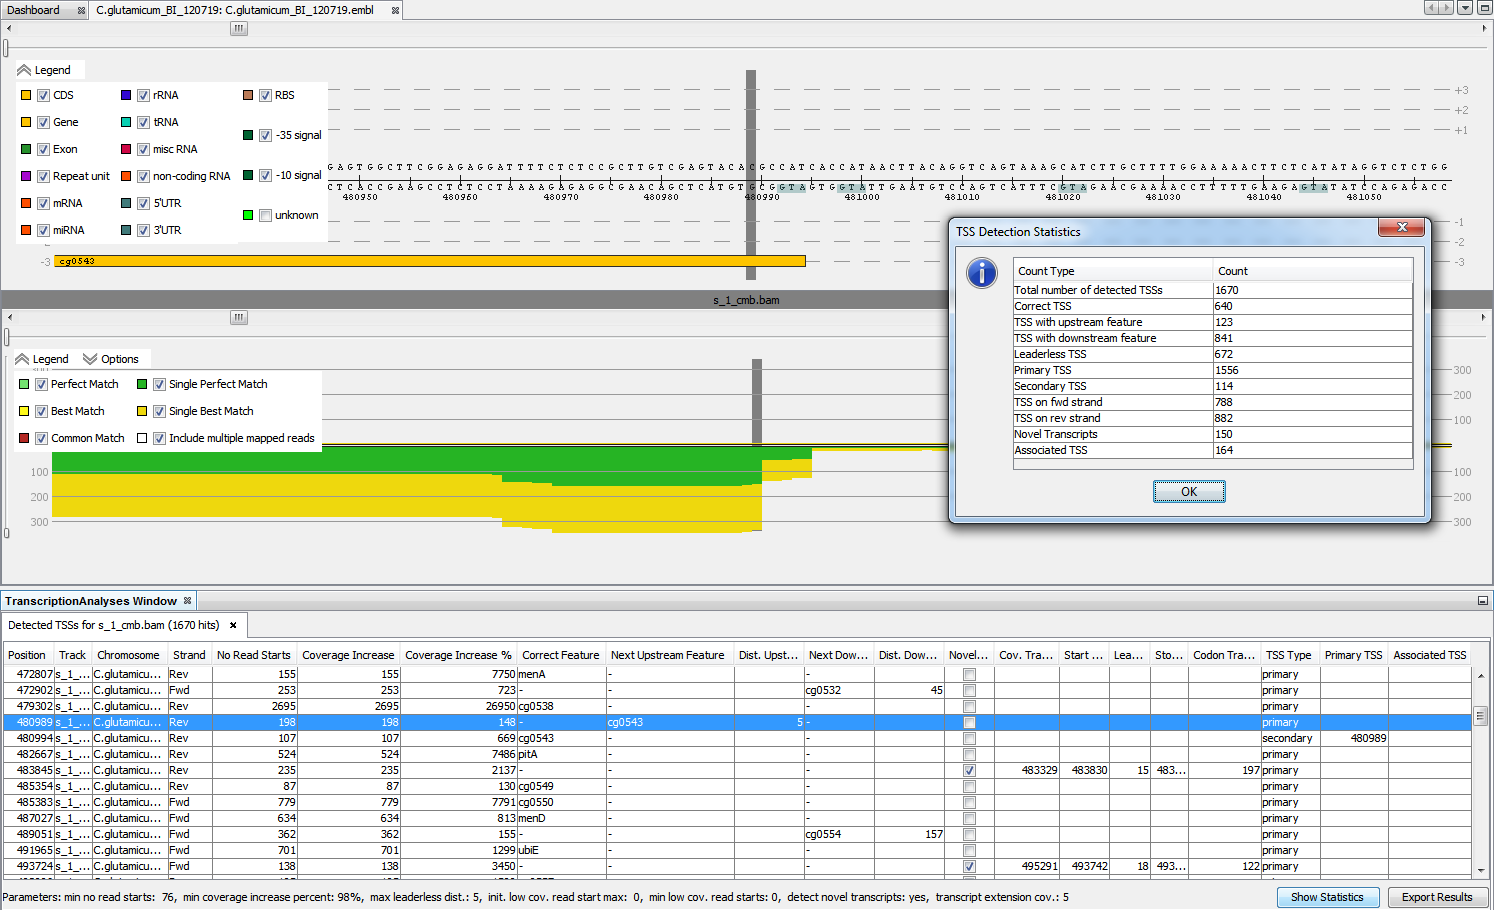 Dashboard
C.glutamicum_BI_120719: C.glutamicum_BI_120719.embl
Legend
CDS rRNA RBS
Gene tRNA
-35 signal
Exon misc RNA
Repeat unit non-coding RNA -10 signal
mRNA 5'UTR
unknown
miRNA 3'UTR
+3
+2
+1
480950 480960 480970 480980 480990 481000 481010 481020 481030 481040 481050
-1
-2
-3 cg0543 -3
s_1_cmb.bam
Legend Options
Perfect Match Single Perfect Match
Best Match Single Best Match
Common Match Include multiple mapped reads
300
200
100
100 100
200 200
300 300
TSS Detection Statistics
Count Type Count
Total number of detected TSSs 1670
Correct TSS 640
TSS with upstream feature 123
TSS with downstream feature 841
Leaderless TSS 672
Primary TSS 1556
Secondary TSS 114
TSS on fwd strand 788
TSS on rev strand 882
Novel Transcripts 150
Associated TSS 164
OK
TranscriptionAnalyses Window
Detected TSSs for s_1_cmb.bam (1670 hits)
Position Track Chromosome Strand No Read Starts Coverage Increase Coverage Increase % Correct Feature Next Upstream Feature Dist. Upst... Next Dow... Dist. Dow... Novel... Cov. Tra... Start ... Lea... Sto... Codon Tra... TSS Type Primary TSS Associated TSS
472807 s_1_... C.glutamicu... Rev 155 155 7750 menA - - primary
472902 s_1_... C.glutamicu... Fwd 253 253 723 - - cg0532 45 primary
479302 s_1_... C.glutamicu... Rev 2695 2695 26950 cg0538 - - primary
480989 s_1_... C.glutamicu... Rev 198 198 148 - cg0543 5 - primary
480994 s_1_... C.glutamicu... Rev 107 107 669 cg0543 - - secondary 480989
482667 s_1_... C.glutamicu... Rev 524 524 7486 pitA - - primary
483845 s_1_... C.glutamicu... Rev 235 235 2137 - - - 483329 483830 15 483... 197 primary
485354 s_1_... C.glutamicu... Rev 87 87 130 cg0549 - - primary
485383 s_1_... C.glutamicu... Fwd 779 779 7791 cg0550 - - primary
487027 s_1_... C.glutamicu... Fwd 634 634 813 menD - - primary
489051 s_1_... C.glutamicu... Fwd 362 362 155 - - cg0554 157 primary
491965 s_1_... C.glutamicu... Fwd 701 701 1299 ubiE - - primary
493724 s_1_... C.glutamicu... Fwd 138 138 3450 - - - 495291 493742 18 493... 122 primary
Parameters: min no read starts: 76, min coverage increase percent: 98%, max leaderless dist.: 5, init. low cov. read start max: 0, min low cov. read starts: 0, detect novel transcripts: yes, transcript extension cov.: 5
Show Statistics Export Results